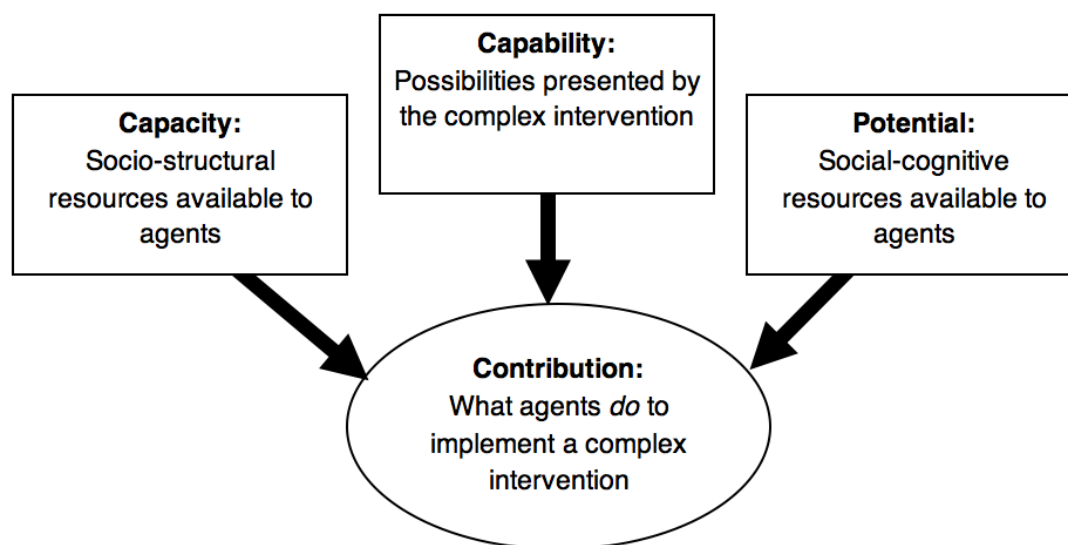 Capability:
Possibilities presented by
the complex intervention
Capacity:
Socio-structural
resources available to
agents
Potential:
Social-cognitive
resources available to
agents
Contribution:
What agents do to
implement a complex
intervention